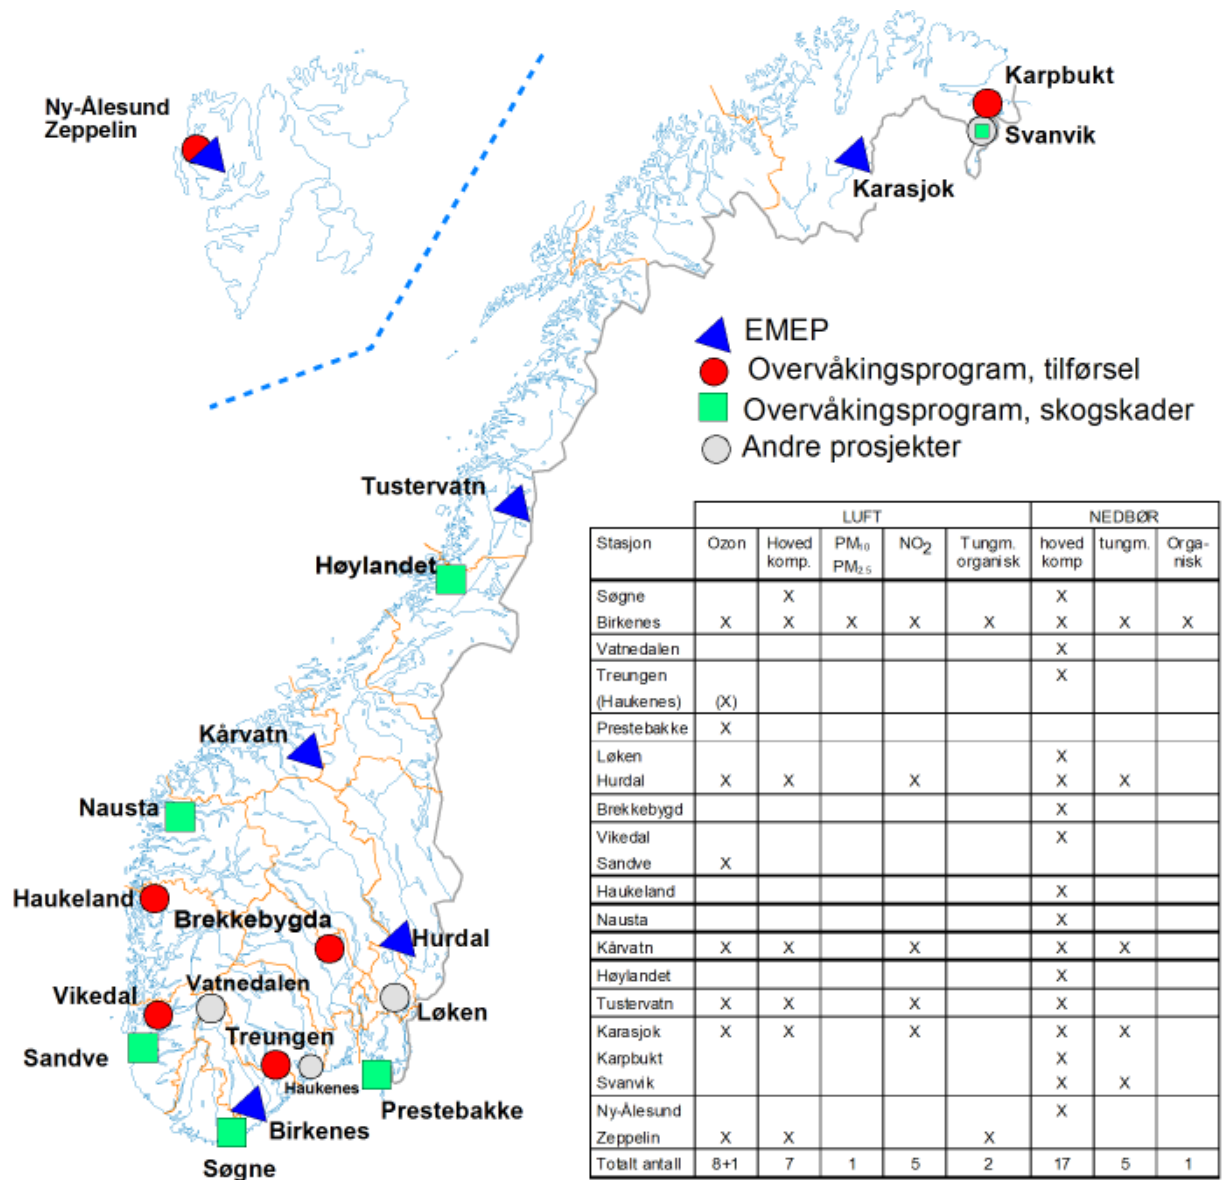 Ny-Ålesund
Zeppelin
Karpbukt
Svanvik
Karasjok
EMEP
Overvåkingsprogram, tilførsel
Overvåkingsprogram, skogskader
Andre prosjekter
Tustervatn
Høylandet
Kårvatn
Nausta
Haukeland
Brekkebygda
Hurdal
Vatnedalen
Vikedal
Løken
Treungen
Sandve
Haukenes
Prestebakke
Birkenes
Søgne
LUFT NEDBØR
Stasjon Ozon Hoved komp. PM10 PM2.5 NO2 Tungm. organisk hoved komp tungm. Orga-nisk
Søgne X X
Birkenes X X X X X X X X
Vatnedalen X
Treungen X
(Haukenes) (X)
Prestebakke X
Løken X
Hurdal X X X X X
Brekkebygd X
Vikedal X
Sandve X
Haukeland X
Nausta X
Kårvatn X X X X X
Høylandet X
Tustervatn X X X X
Karasjok X X X X X
Karpbukt X
Svanvik X X
Ny-Ålesund X
Zeppelin X X X
Totalt antall 8+1 7 1 5 2 17 5 1